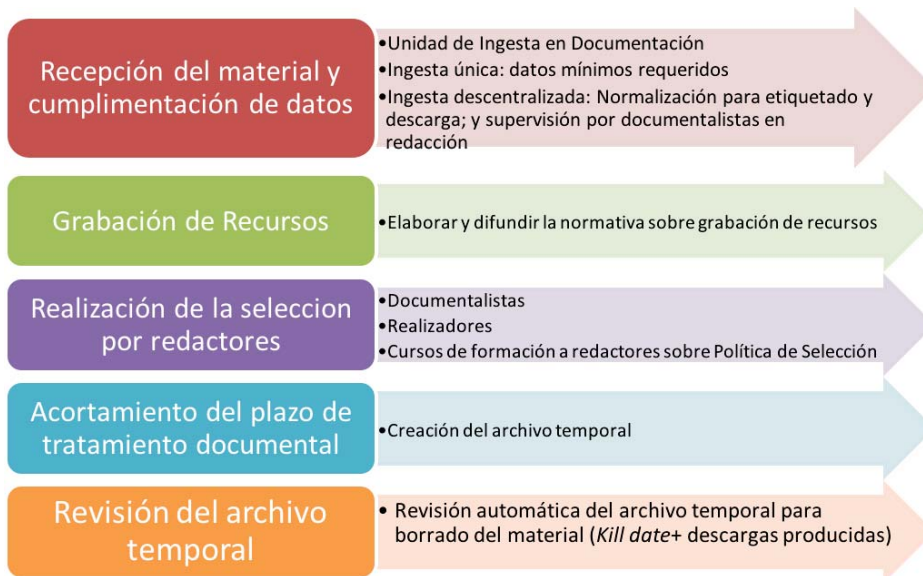 Recepción del material y
cumplimentación de datos
•Unidad de Ingesta en Documentación
•Ingesta única: datos mínimos requeridos
•Ingesta descentralizada: Normalización para etiquetado y
descarga; y supervisión por documentalistas en
redacción
Grabación de Recursos
•Elaborar y difundir la normativa sobre grabación de recursos
Realización de la seleccion
por redactores
•Documentalistas
•Realizadores
•Cursos de formación a redactores sobre Política de Selección
Acortamiento del plazo de
tratamiento documental
•Creación del archivo temporal
Revisión del archivo
temporal
• Revisión automática del archivo temporal para
borrado del material (Kill date+ descargas producidas)